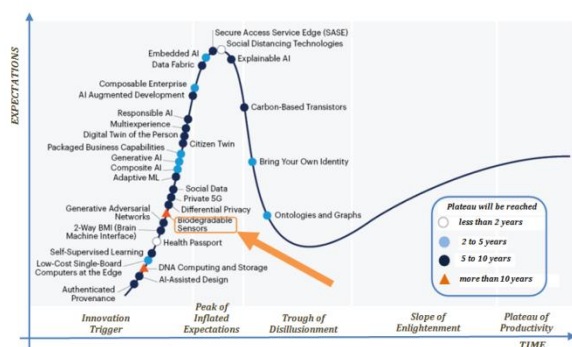 EXPECTATIONS
Secure Access Service Edge (SASE)
Social Distancing Technologies
Embedded AI
Data Fabric
Explainable AI
Composable Enterprise
AI Augmented Development
Carbon-Based Transistors
Responsible AI
Multiexperience
Digital Twin of the Person
Citizen Twin
Packaged Business Capabilities
Generative AI
Composite AI
Adaptive ML
Bring Your Own Identity
Social Data
Private 5G
Differential Privacy
Generative Adversarial
Networks
Biodegradable
Sensors
Ontologies and Graphs
2-Way BMI (Brain
Machine Interface)
Health Passport
Self-Supervised Learning
Low-Cost Single-Board
Computers at the Edge
DNA Computing and Storage
AI-Assisted Design
Authenticated
Provenance
Plateau will be reached
less than 2 years
2 to 5 years
5 to 10 years
more than 10 years
Innovation
Trigger
Peak of
Inflated
Expectations
Trough of
Disillusionment
Slope of
Enlightenment
Plateau of
Productivity
TIME